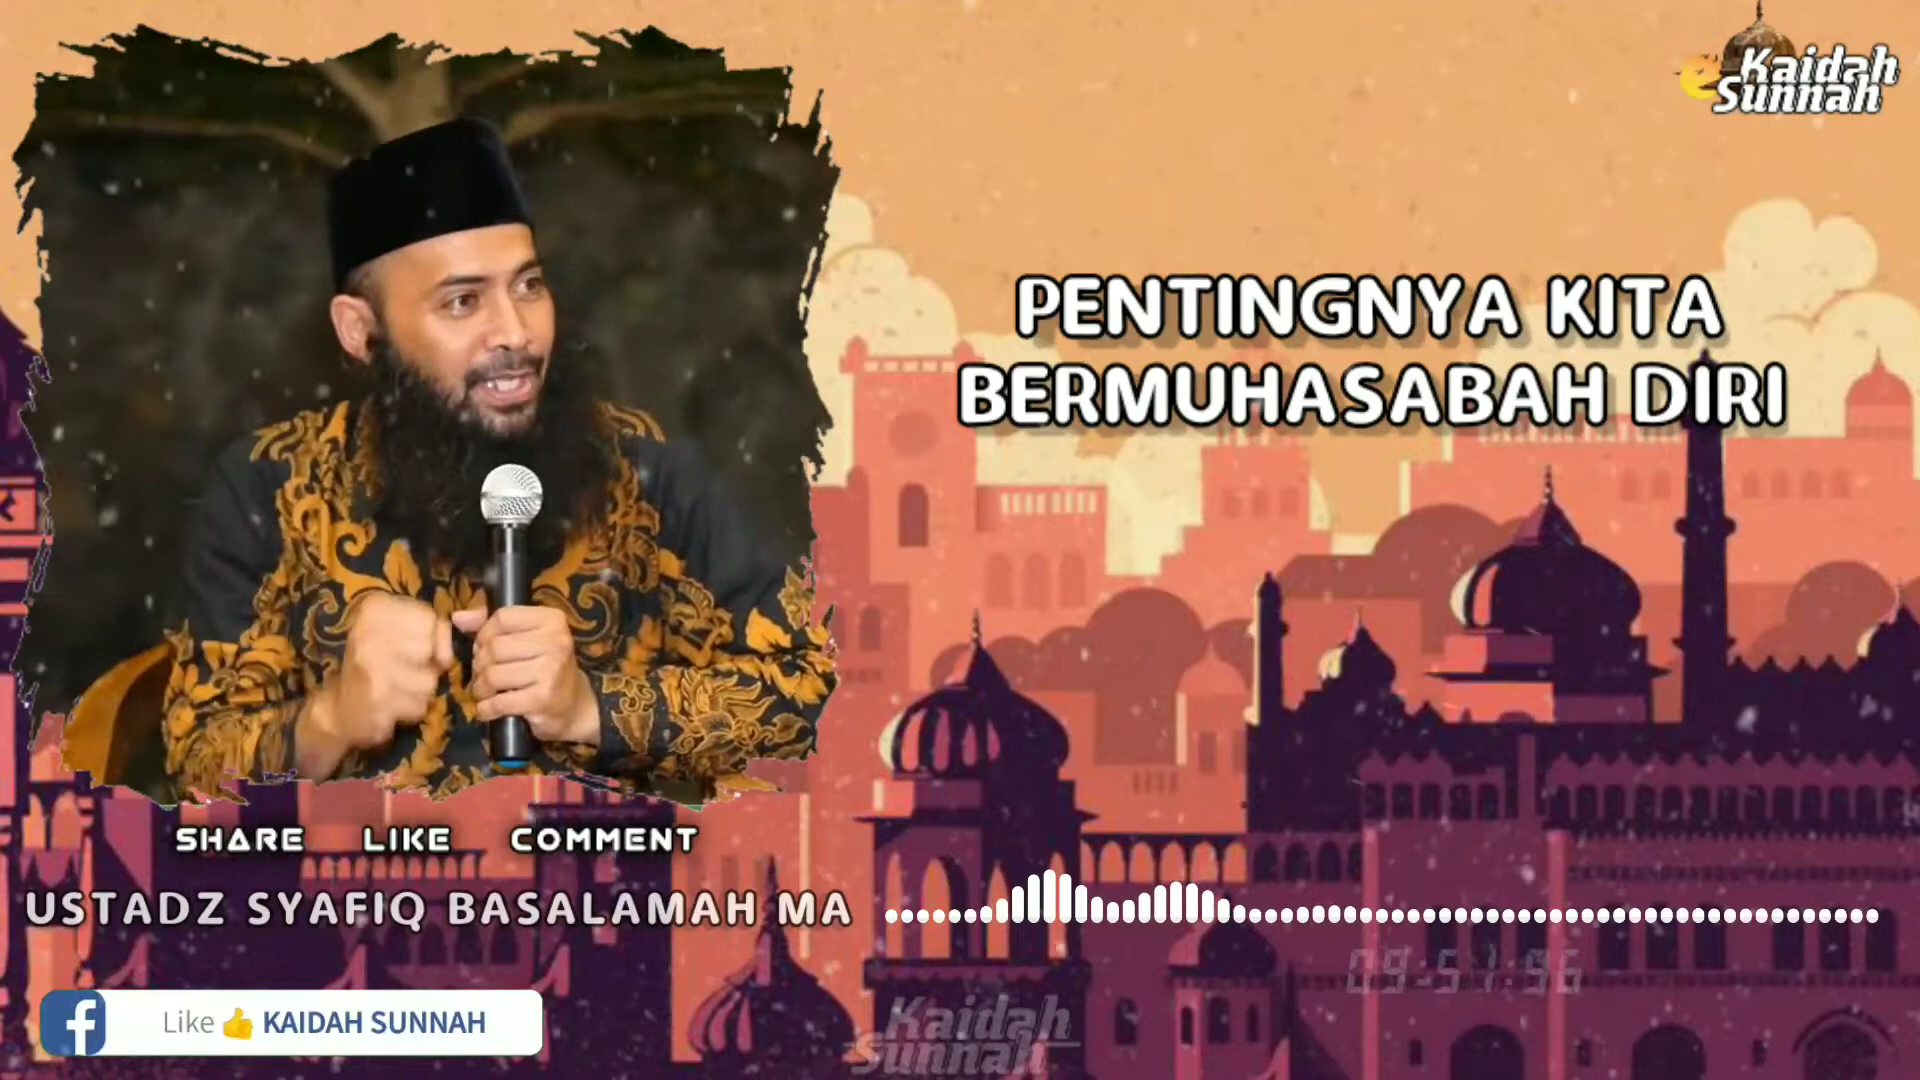 Kaidah
Sunnah
PENTINGNYA KITA
BERMUHASABAH DIRI
SHARE LIKE COMMENT
USTADZ SYAFIQ BASALAMAH MA
09:51:96
Like 👍 KAIDAH SUNNAH
Kaidah
Sunnah